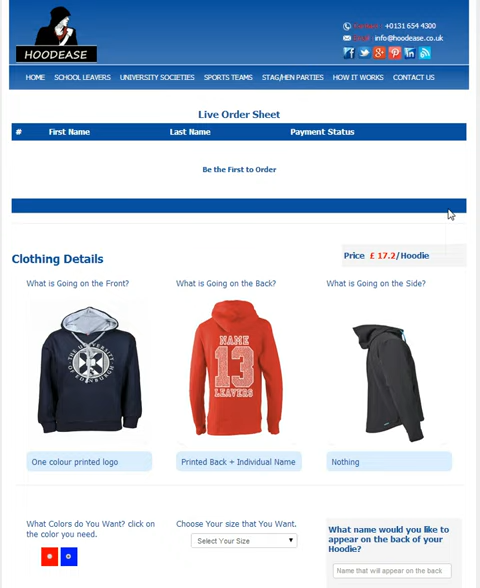 HOODEASE
+0131 654 4300
info@hoodease.co.uk
HOME SCHOOL LEAVERS UNIVERSITY SOCIETIES SPORTS TEAMS STAG/HEN PARTIES HOW IT WORKS CONTACT US
Live Order Sheet
# First Name Last Name Payment Status
Be the First to Order
Clothing Details
Price £ 17.2/Hoodie
What is Going on the Front? What is Going on the Back? What is Going on the Side?
THE UNIVERSITY
OF EDINBURGH
NAME
13
LEAVERS
One colour printed logo Printed Back + Individual Name Nothing
What Colors do You Want? click on
the color you need.
Choose Your size that You Want.
Select Your Size
What name would you like to
appear on the back of your
Hoodie?
Name that will appear on the back